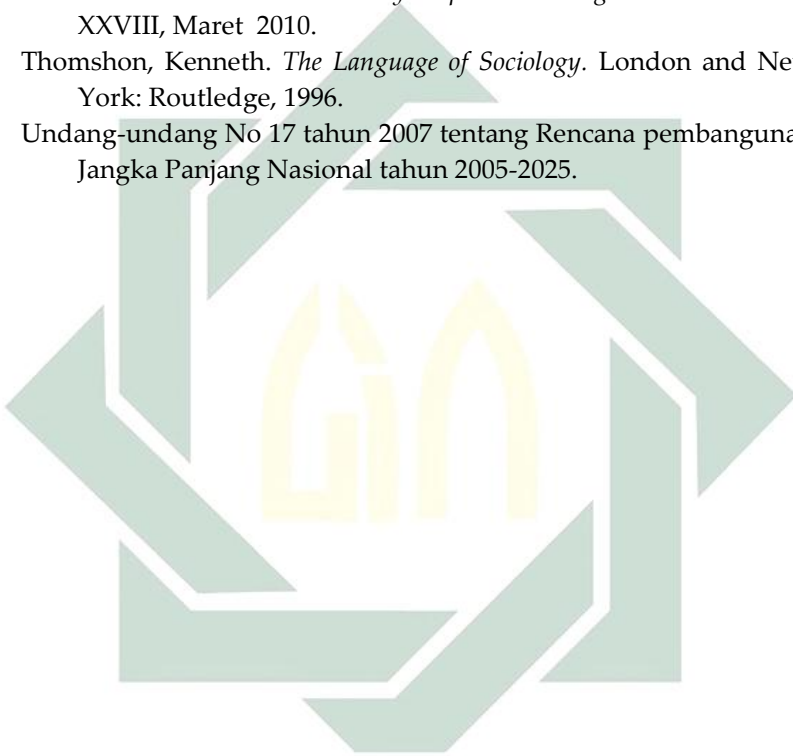 XXVIII, Maret 2010.
Thomshon, Kenneth. The Language of Sociology. London and Ne
York: Routledge, 1996.
Undang-undang No 17 tahun 2007 tentang Rencana pembanguna
Jangka Panjang Nasional tahun 2005-2025.